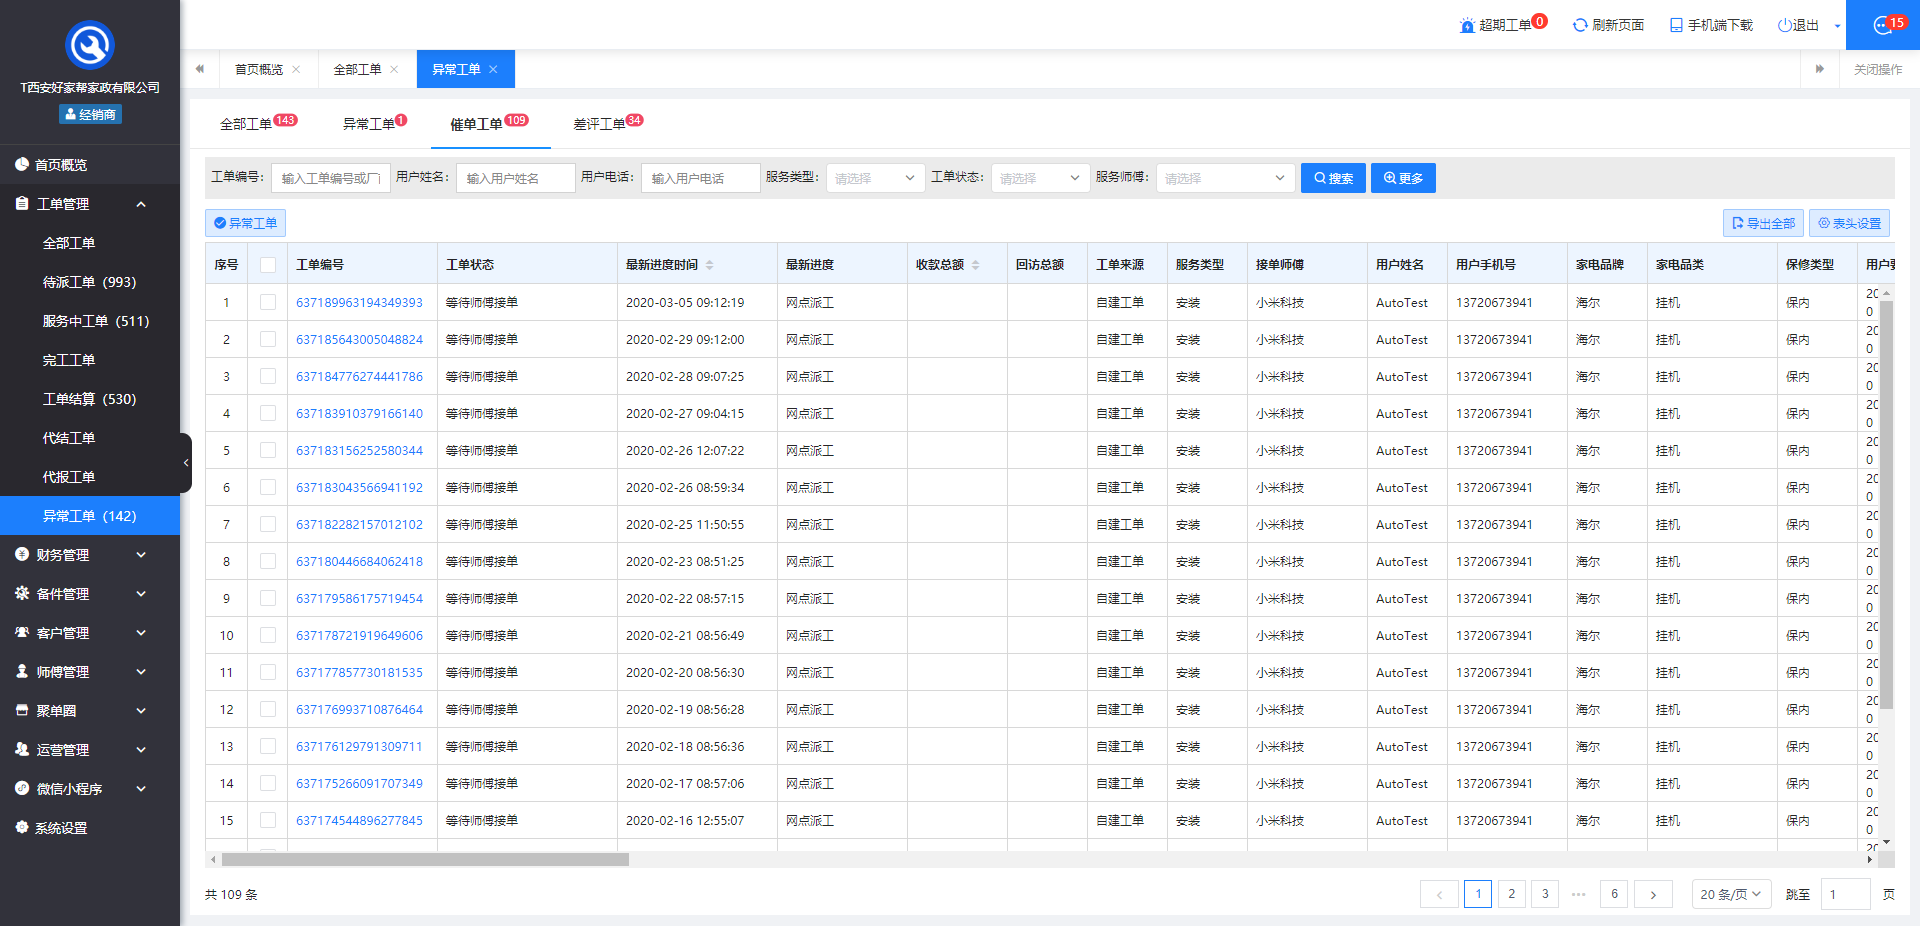 超期工单 0 刷新页面 手机端下载 退出 15
T西安好家帮家政有限公司
经销商
首页概览
工单管理
全部工单
待派工单（993）
服务中工单（511）
完工工单
工单结算（530）
代结工单
代报工单
异常工单（142）
财务管理
备件管理
客户管理
师傅管理
聚单圈
运营管理
微信小程序
系统设置
首页概览 全部工单 异常工单 关闭操作
全部工单 143 异常工单 1 催单工单 109 差评工单 34
工单编号: 输入工单编号或厂 用户姓名: 输入用户姓名 用户电话: 输入用户电话 服务类型: 请选择 工单状态: 请选择 服务师傅: 请选择 搜索 更多
异常工单 导出全部 表头设置
序号 工单编号 工单状态 最新进度时间 最新进度 收款总额 回访总额 工单来源 服务类型 接单师傅 用户姓名 用户手机号 家电品牌 家电品类 保修类型 用户
1 637189963194349393 等待师傅接单 2020-03-05 09:12:19 网点派工 自建工单 安装 小米科技 AutoTest 13720673941 海尔 挂机 保内 20 0
2 637185643005048824 等待师傅接单 2020-02-29 09:12:00 网点派工 自建工单 安装 小米科技 AutoTest 13720673941 海尔 挂机 保内 20 0
3 637184776274441786 等待师傅接单 2020-02-28 09:07:25 网点派工 自建工单 安装 小米科技 AutoTest 13720673941 海尔 挂机 保内 20 0
4 637183910379166140 等待师傅接单 2020-02-27 09:04:15 网点派工 自建工单 安装 小米科技 AutoTest 13720673941 海尔 挂机 保内 20 0
5 637183156252580344 等待师傅接单 2020-02-26 12:07:22 网点派工 自建工单 安装 小米科技 AutoTest 13720673941 海尔 挂机 保内 20 0
6 637183043566941192 等待师傅接单 2020-02-26 08:59:34 网点派工 自建工单 安装 小米科技 AutoTest 13720673941 海尔 挂机 保内 20 0
7 637182282157012102 等待师傅接单 2020-02-25 11:50:55 网点派工 自建工单 安装 小米科技 AutoTest 13720673941 海尔 挂机 保内 20 0
8 637180446684062418 等待师傅接单 2020-02-23 08:51:25 网点派工 自建工单 安装 小米科技 AutoTest 13720673941 海尔 挂机 保内 20 0
9 637179586175719454 等待师傅接单 2020-02-22 08:57:15 网点派工 自建工单 安装 小米科技 AutoTest 13720673941 海尔 挂机 保内 20 0
10 637178721919649606 等待师傅接单 2020-02-21 08:56:49 网点派工 自建工单 安装 小米科技 AutoTest 13720673941 海尔 挂机 保内 20 0
11 637177857730181535 等待师傅接单 2020-02-20 08:56:30 网点派工 自建工单 安装 小米科技 AutoTest 13720673941 海尔 挂机 保内 20 0
12 637176993710876464 等待师傅接单 2020-02-19 08:56:28 网点派工 自建工单 安装 小米科技 AutoTest 13720673941 海尔 挂机 保内 20 0
13 637176129791309711 等待师傅接单 2020-02-18 08:56:36 网点派工 自建工单 安装 小米科技 AutoTest 13720673941 海尔 挂机 保内 20 0
14 637175266091707349 等待师傅接单 2020-02-17 08:57:06 网点派工 自建工单 安装 小米科技 AutoTest 13720673941 海尔 挂机 保内 20 0
15 637174544896277845 等待师傅接单 2020-02-16 12:55:07 网点派工 自建工单 安装 小米科技 AutoTest 13720673941 海尔 挂机 保内 20 0
共 109 条 1 2 3 ••• 6 20 条/页 跳至 1 页